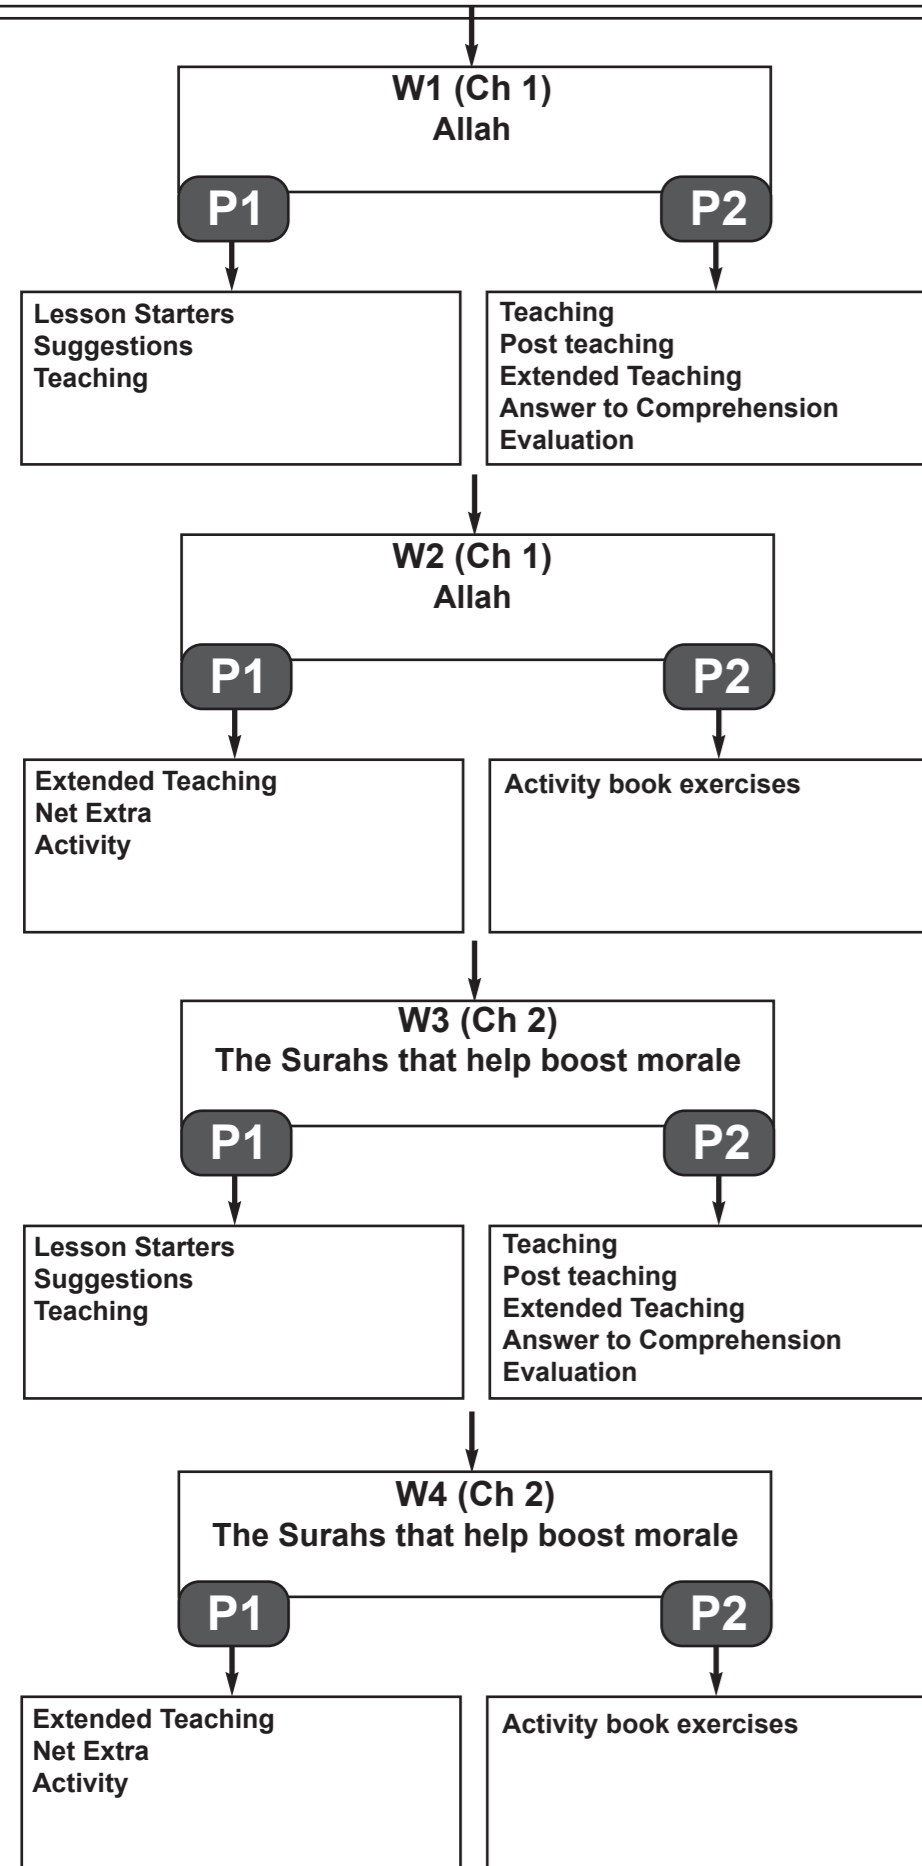 W1 (Ch 1)
Allah
P1
P2
Lesson Starters
Suggestions
Teaching
Teaching
Post teaching
Extended Teaching
Answer to Comprehension
Evaluation
W2 (Ch 1)
Allah
P1
P2
Extended Teaching
Net Extra
Activity
Activity book exercises
W3 (Ch 2)
The Surahs that help boost morale
P1
P2
Lesson Starters
Suggestions
Teaching
Teaching
Post teaching
Extended Teaching
Answer to Comprehension
Evaluation
W4 (Ch 2)
The Surahs that help boost morale
P1
P2
Extended Teaching
Net Extra
Activity
Activity book exercises